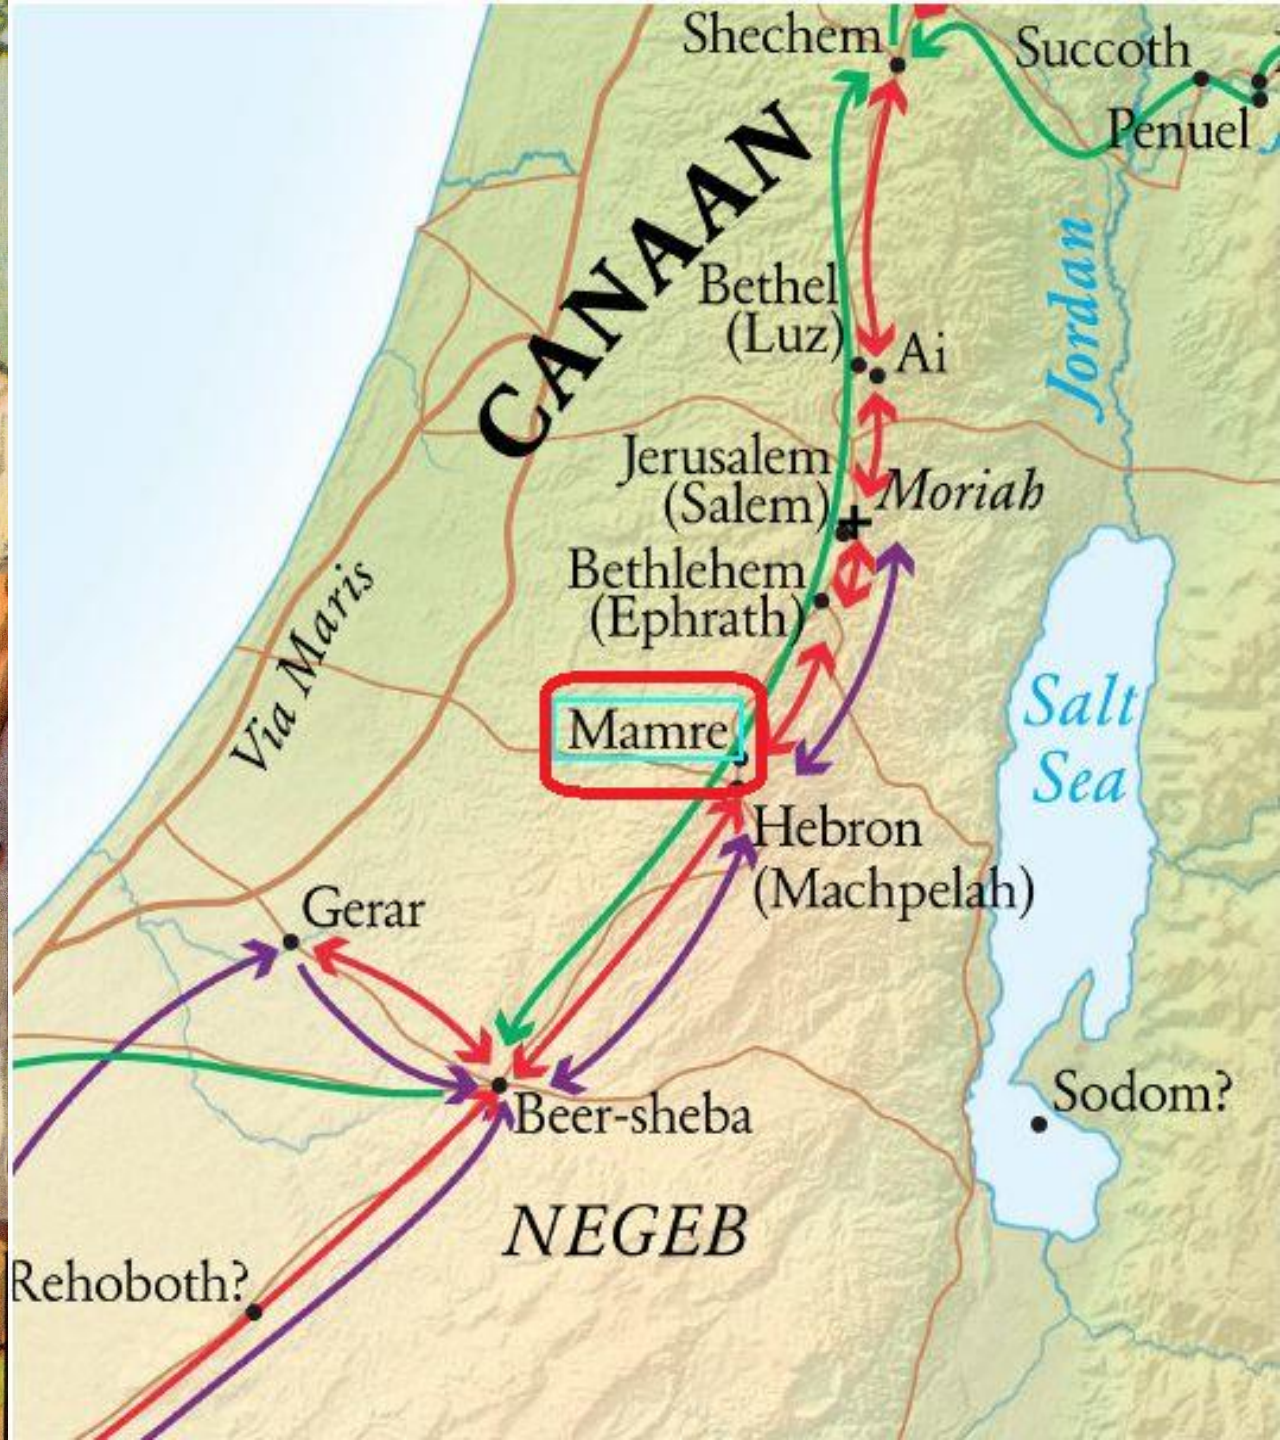 Shechem
Succoth
Penuel
CANAAN
Jordan
Bethel
(Luz)
Ai
Jerusalem
(Salem)
Moriah
Bethlehem
(Ephrath)
Via Maris
Mamre
Salt
Sea
Hebron
(Machpelah)
Gerar
Sodom?
Beer-sheba
NEGEB
Rehoboth?